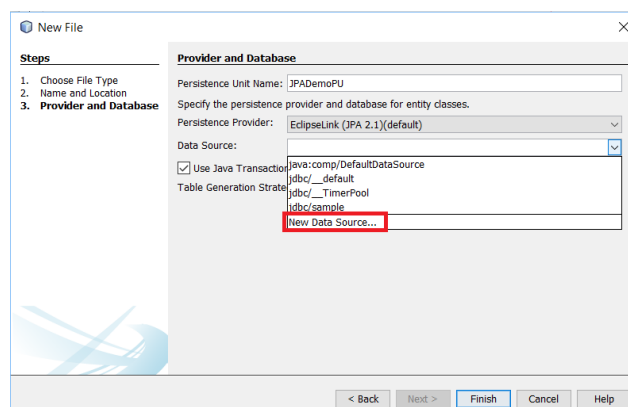 New File
Steps
1. Choose File Type
2. Name and Location
3. Provider and Database
Provider and Database
Persistence Unit Name: JPADemoPU
Specify the persistence provider and database for entity classes.
Persistence Provider: EclipseLink (JPA 2.1)(default)
Data Source:
Use Java Transaction
Table Generation Strate
java:comp/DefaultDataSource
jdbc/__default
jdbc/__TimerPool
jdbc/sample
New Data Source...
< Back Next > Finish Cancel Help